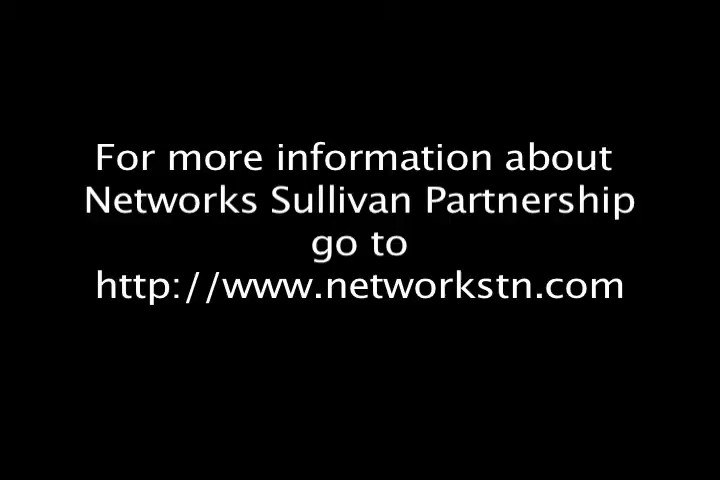 For more information about
Networks Sullivan Partnership
go to
http://www.networkstn.com